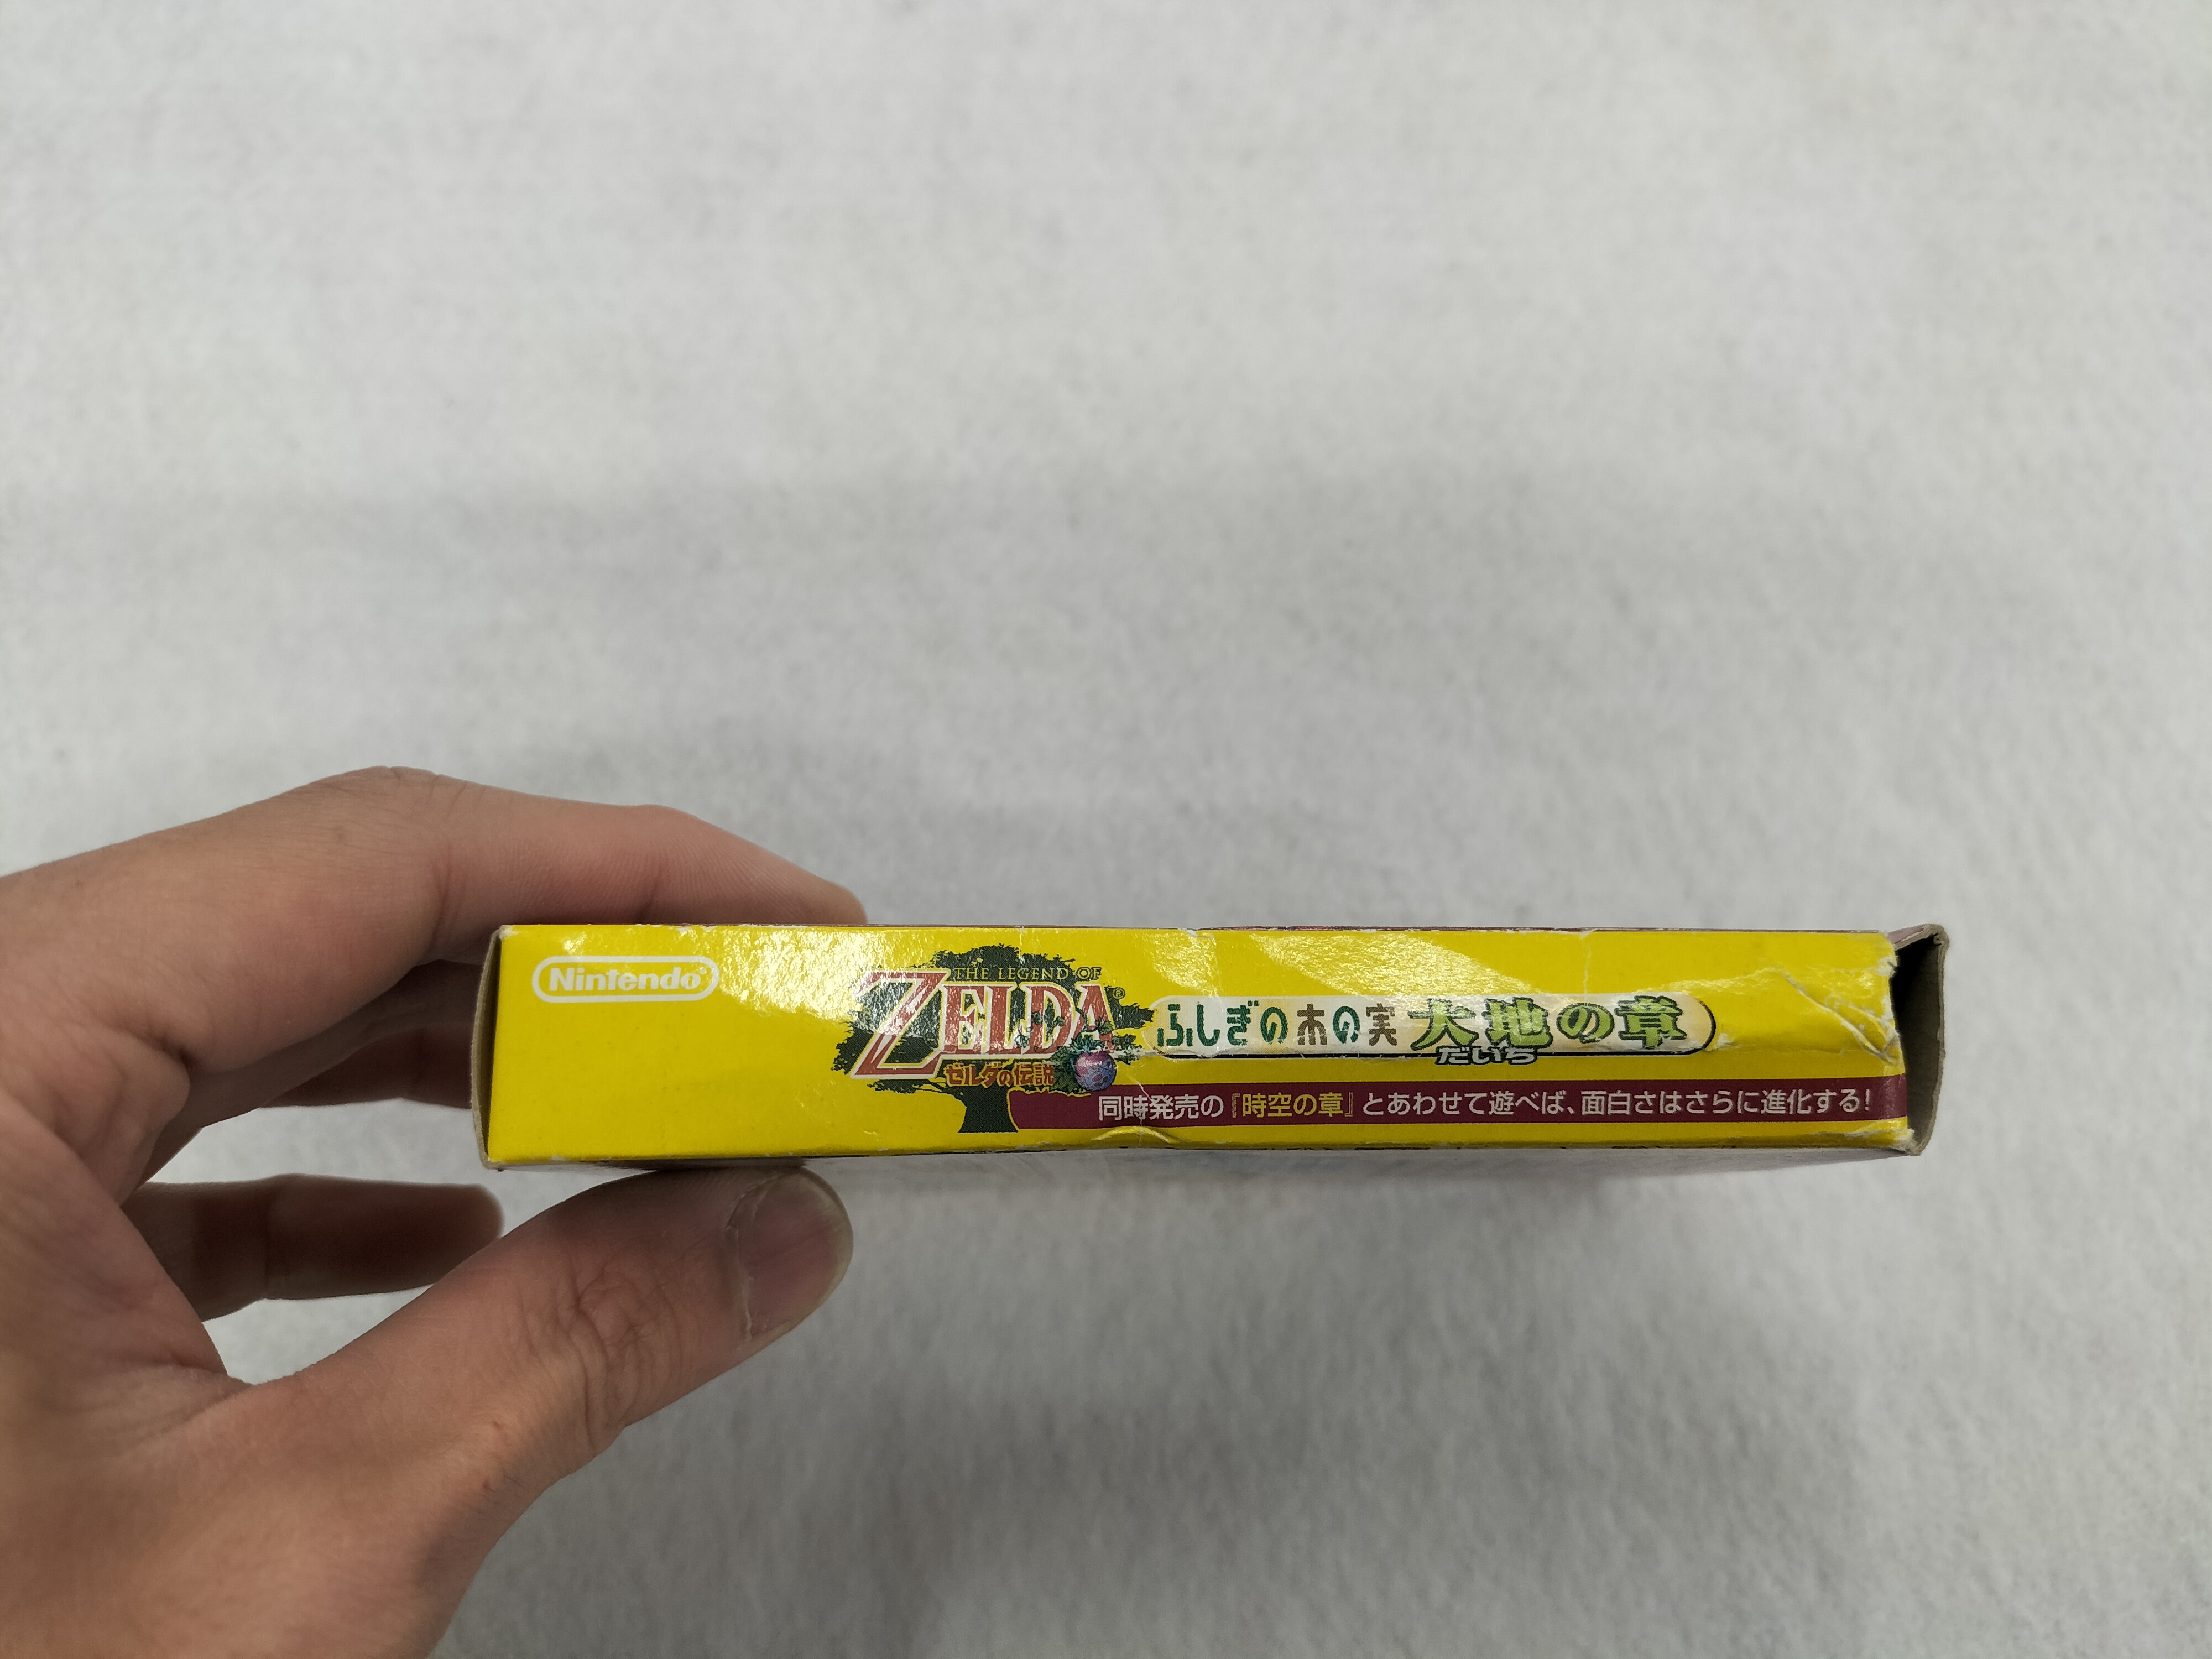 Nintendo®
THE LEGEND OF
ZELDA®
ゼルダの伝説
ふしぎの木の実 大地の章
だいち
同時発売の『時空の章』とあわせて遊べば、面白さはさらに進化する!